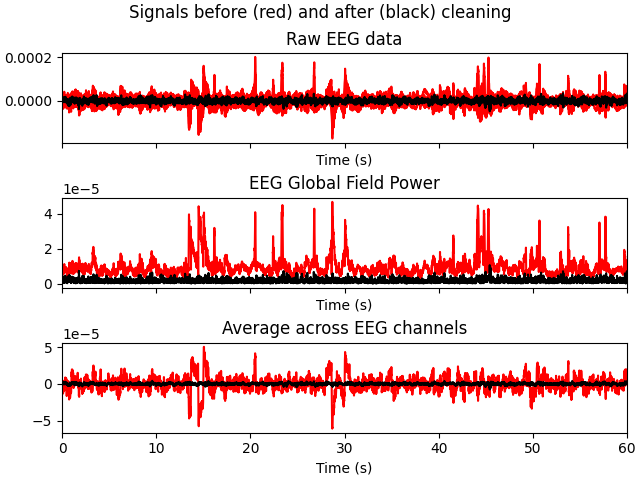 Signals before (red) and after (black) cleaning
Raw EEG data
0.0002
0.0000
Time (s)
EEG Global Field Power
1e−5
4
2
0
Time (s)
Average across EEG channels
1e−5
5
0
−5
0 10 20 30 40 50 60
Time (s)